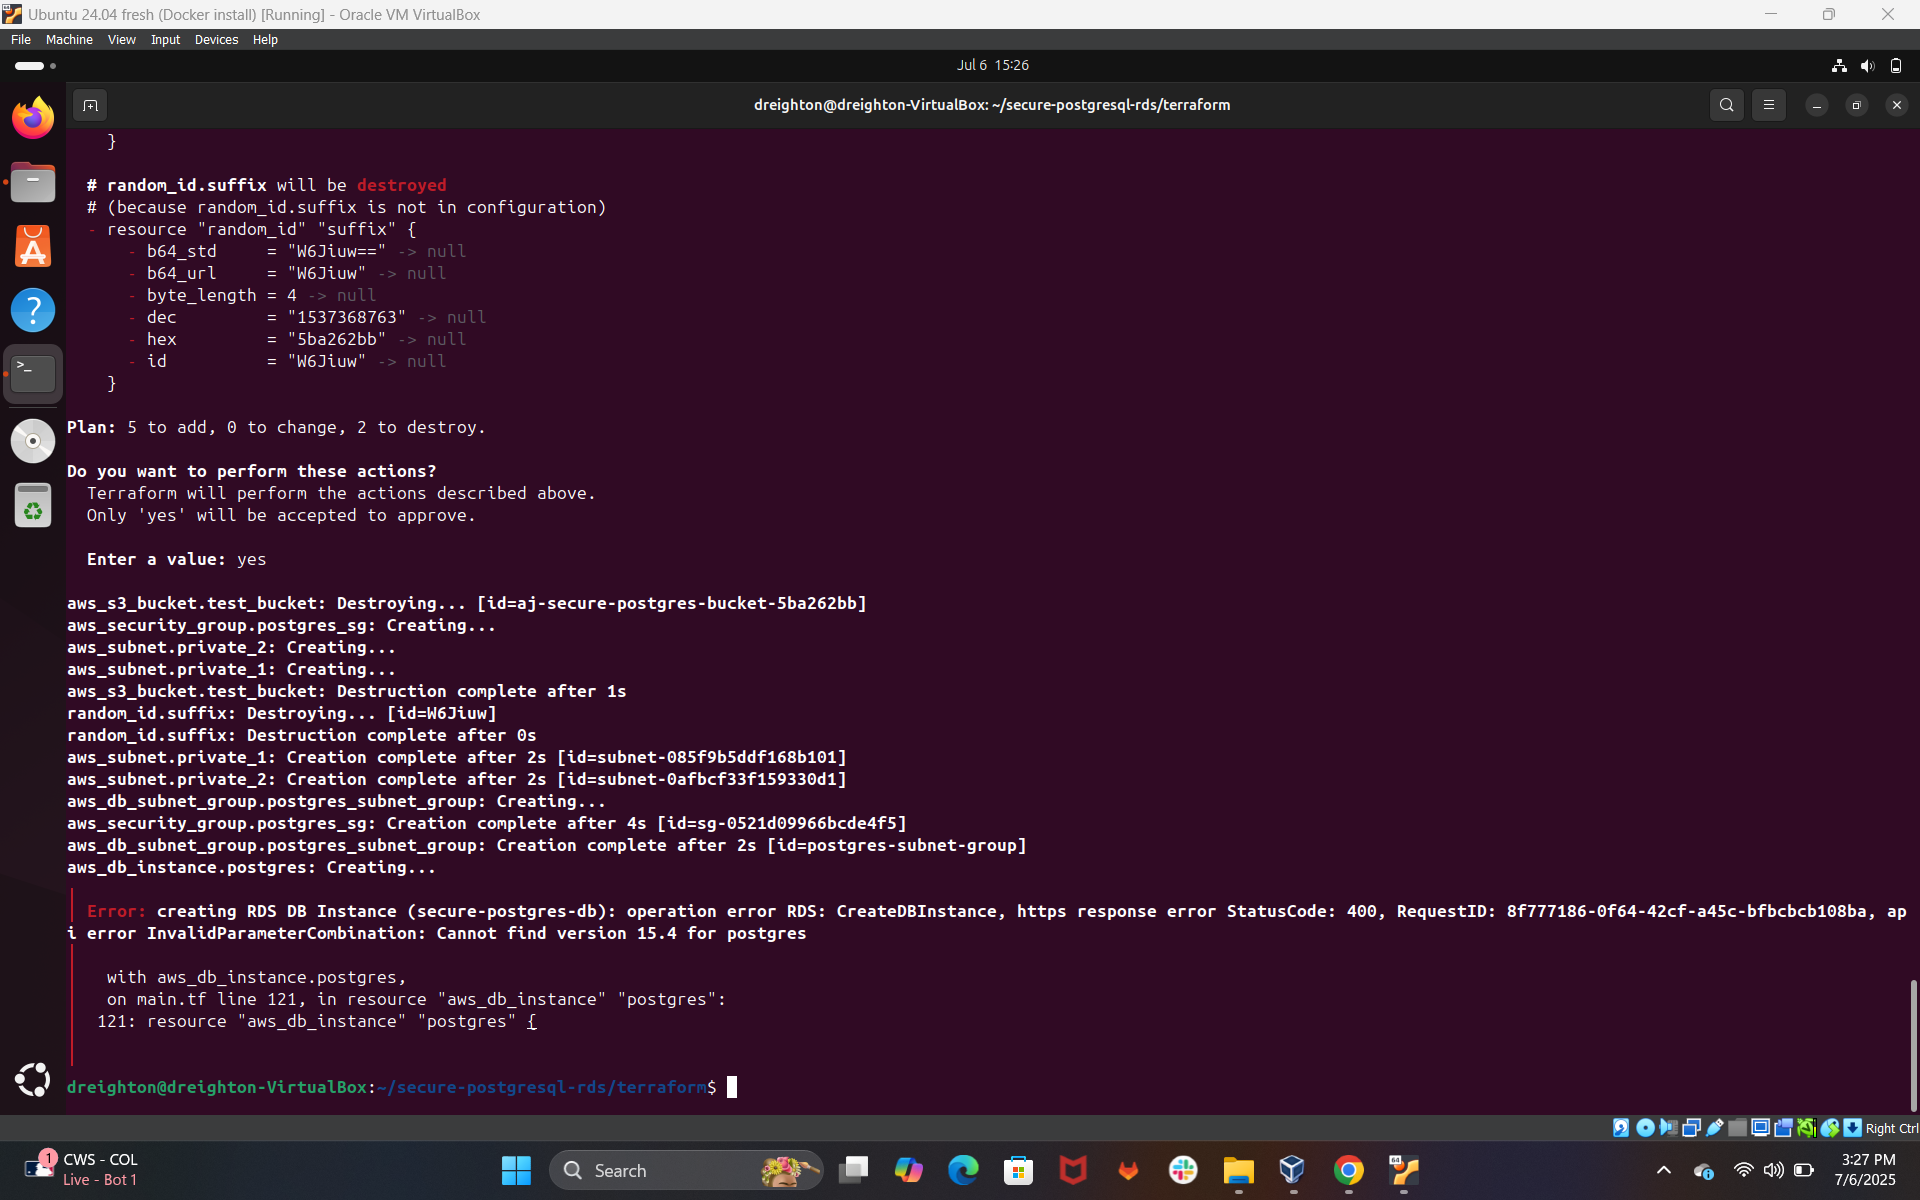 Ubuntu 24.04 fresh (Docker install) [Running] - Oracle VM VirtualBox
File Machine View Input Devices Help
Jul 6 15:26
dreighton@dreighton-VirtualBox: ~/secure-postgresql-rds/terraform
}
# random_id.suffix will be destroyed
# (because random_id.suffix is not in configuration)
- resource "random_id" "suffix" {
- b64_std = "W6Jiuw==" -> null
- b64_url = "W6Jiuw" -> null
- byte_length = 4 -> null
- dec = "1537368763" -> null
- hex = "5ba262bb" -> null
- id = "W6Jiuw" -> null
}
Plan: 5 to add, 0 to change, 2 to destroy.
Do you want to perform these actions?
Terraform will perform the actions described above.
Only 'yes' will be accepted to approve.
Enter a value: yes
aws_s3_bucket.test_bucket: Destroying... [id=aj-secure-postgres-bucket-5ba262bb]
aws_security_group.postgres_sg: Creating...
aws_subnet.private_2: Creating...
aws_subnet.private_1: Creating...
aws_s3_bucket.test_bucket: Destruction complete after 1s
random_id.suffix: Destroying... [id=W6Jiuw]
random_id.suffix: Destruction complete after 0s
aws_subnet.private_1: Creation complete after 2s [id=subnet-085f9b5ddf168b101]
aws_subnet.private_2: Creation complete after 2s [id=subnet-0afbcf33f159330d1]
aws_db_subnet_group.postgres_subnet_group: Creating...
aws_security_group.postgres_sg: Creation complete after 4s [id=sg-0521d09966bcde4f5]
aws_db_subnet_group.postgres_subnet_group: Creation complete after 2s [id=postgres-subnet-group]
aws_db_instance.postgres: Creating...
Error: creating RDS DB Instance (secure-postgres-db): operation error RDS: CreateDBInstance, https response error StatusCode: 400, RequestID: 8f777186-0f64-42cf-a45c-bfbcbcb108ba, ap
i error InvalidParameterCombination: Cannot find version 15.4 for postgres
with aws_db_instance.postgres,
on main.tf line 121, in resource "aws_db_instance" "postgres":
121: resource "aws_db_instance" "postgres" {
dreighton@dreighton-VirtualBox:~/secure-postgresql-rds/terraform$
Right Ctrl
1
CWS - COL
Live - Bot 1
Search
64
3:27 PM
7/6/2025